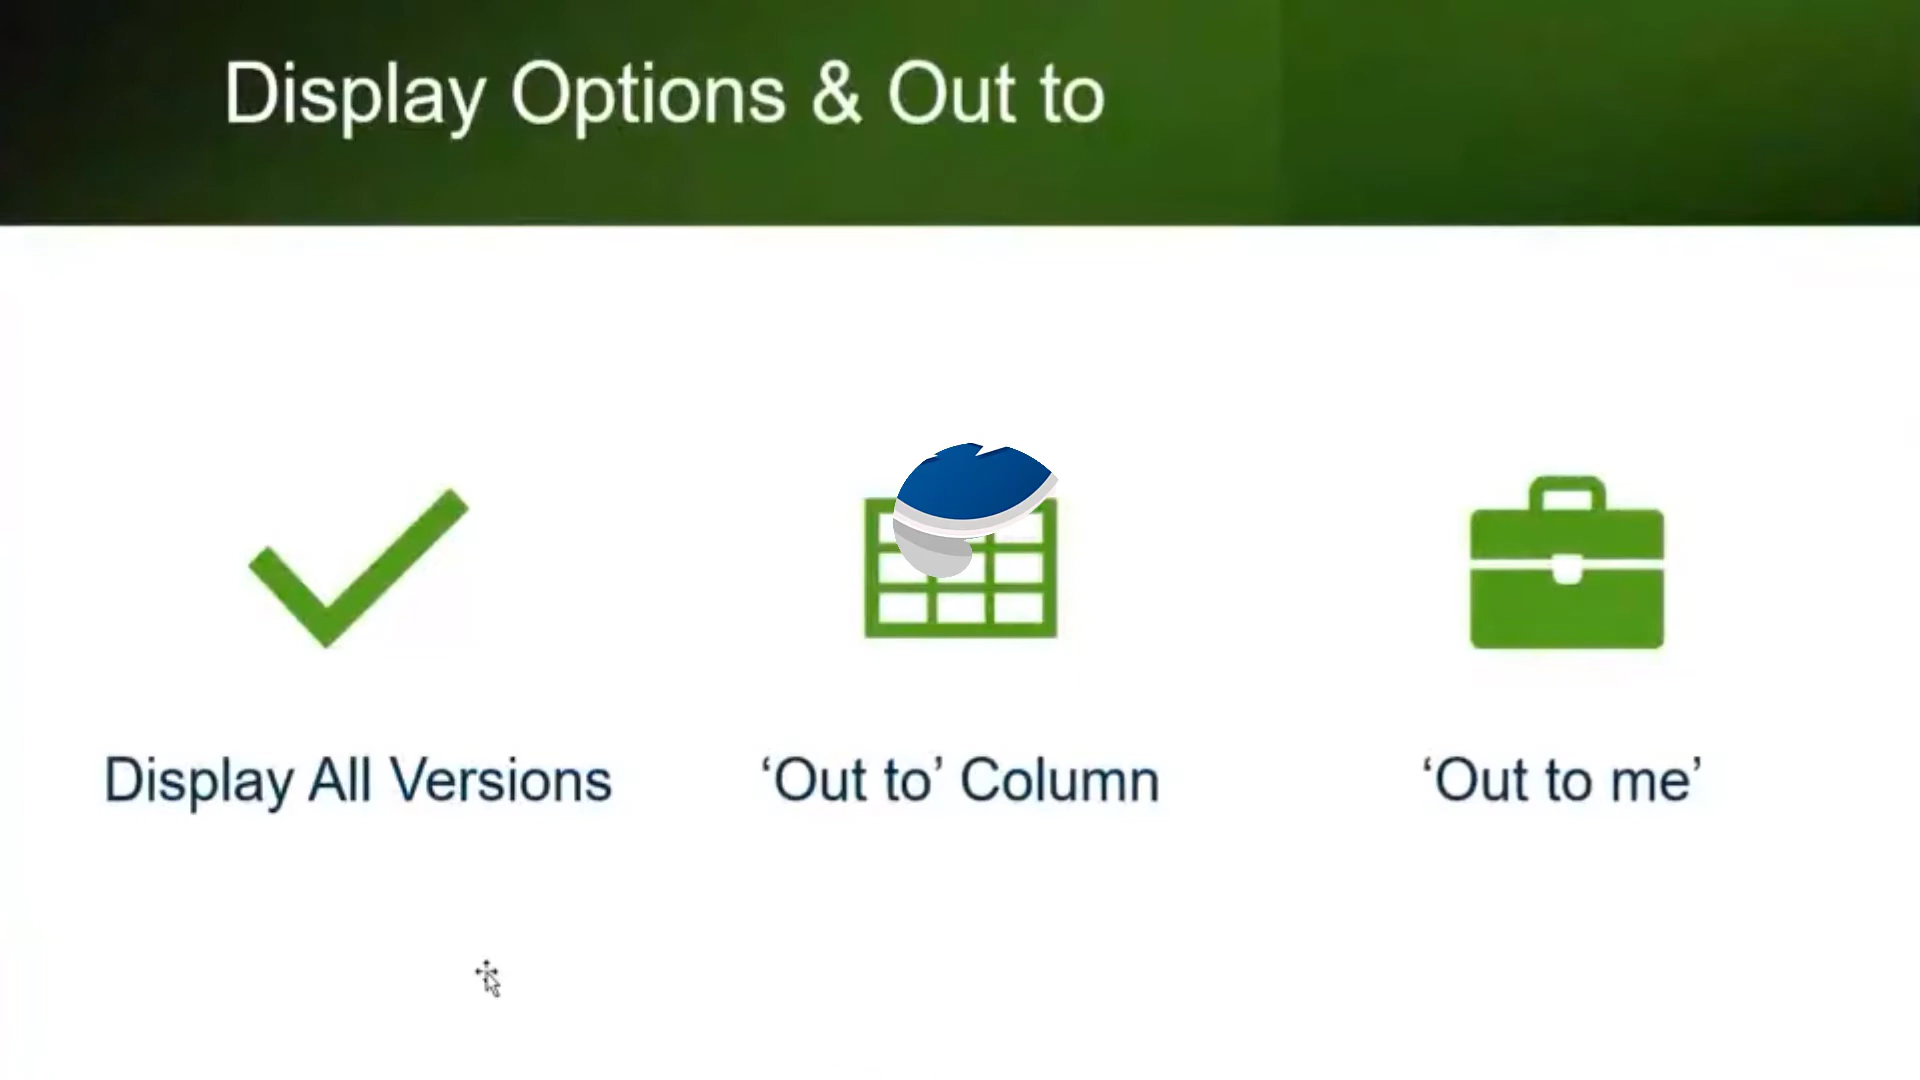 Display Options & Out to
Display All Versions
‘Out to’ Column
‘Out to me’